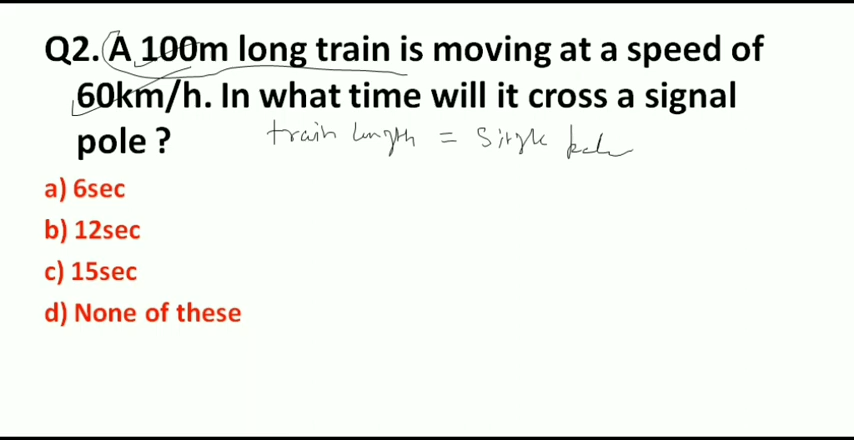 Q2. A 100m long train is moving at a speed of
60km/h. In what time will it cross a signal
pole ?
train length =
a) 6sec
b) 12sec
c) 15sec
d) None of these